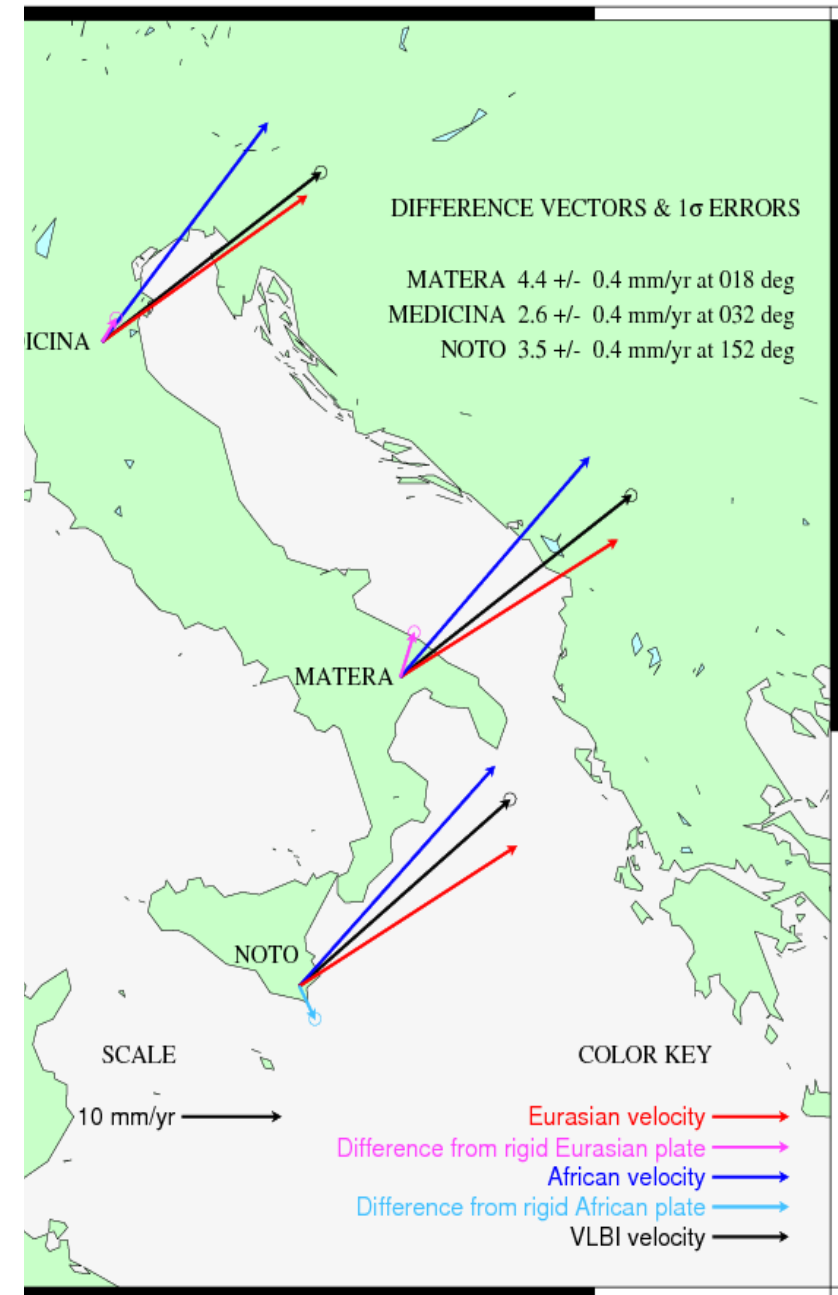 DIFFERENCE VECTORS & 1σ ERRORS
MATERA 4.4 +/- 0.4 mm/yr at 018 deg
MEDICINA 2.6 +/- 0.4 mm/yr at 032 deg
NOTO 3.5 +/- 0.4 mm/yr at 152 deg
ICINA
MATERA
NOTO
SCALE
10 mm/yr
COLOR KEY
Eurasian velocity
Difference from rigid Eurasian plate
African velocity
Difference from rigid African plate
VLBI velocity